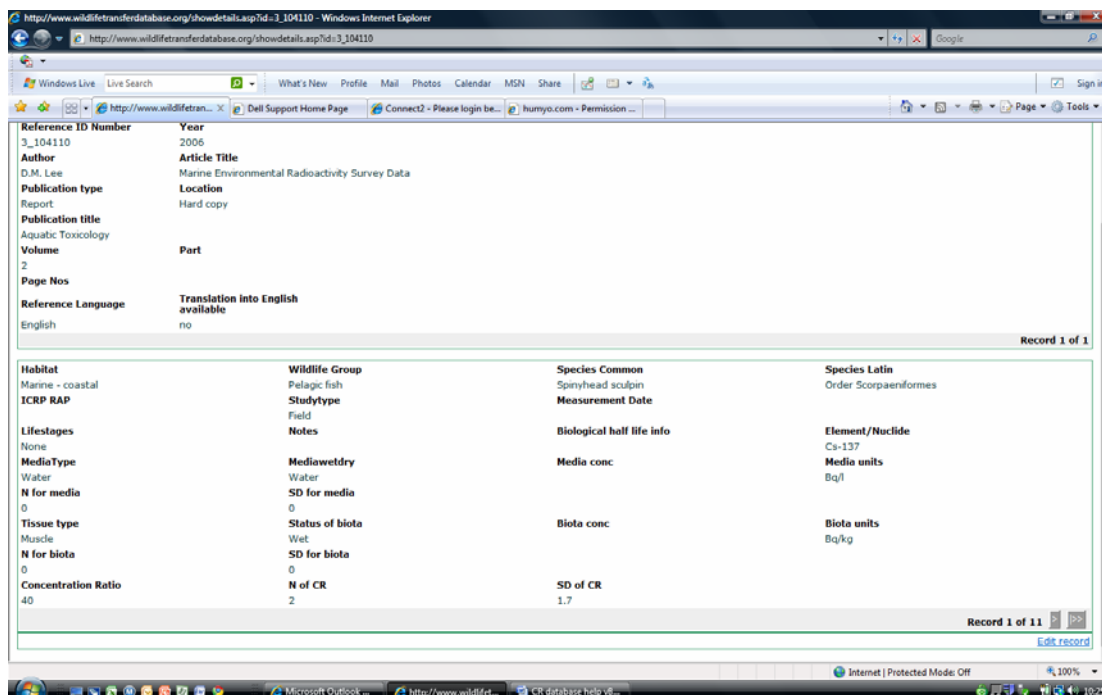 http://www.wildlifetransferdatabase.org/showdetails.asp?id=3_104110 - Windows Internet Explorer
http://www.wildlifetransferdatabase.org/showdetails.asp?id=3_104110 Google
Windows Live Live Search What's New Profile Mail Photos Calendar MSN Share Sign in
http://www.wildlifetran... X Dell Support Home Page Connect2 - Please login be... humyo.com - Permission ... Page Tools
Reference ID Number Year
3_104110 2006
Author Article Title
D.M. Lee Marine Environmental Radioactivity Survey Data
Publication type Location
Report Hard copy
Publication title
Aquatic Toxicology
Volume Part
2
Page Nos
Reference Language Translation into English available
English no
Record 1 of 1
Habitat Wildlife Group Species Common Species Latin
Marine - coastal Pelagic fish Spinyhead sculpin Order Scorpaeniformes
ICRP RAP Studytype Measurement Date
Field
Lifestages Notes Biological half life info Element/Nuclide
None Cs-137
MediaType Mediawetdry Media conc Media units
Water Water Bq/l
N for media SD for media
0 0
Tissue type Status of biota Biota conc Biota units
Muscle Wet Bq/kg
N for biota SD for biota
0 0
Concentration Ratio N of CR SD of CR
40 2 1.7
Record 1 of 11 > >>
Edit record
Internet | Protected Mode: Off 100%
Microsoft Outlook ... http://www.wildlifet... CR database help v8...